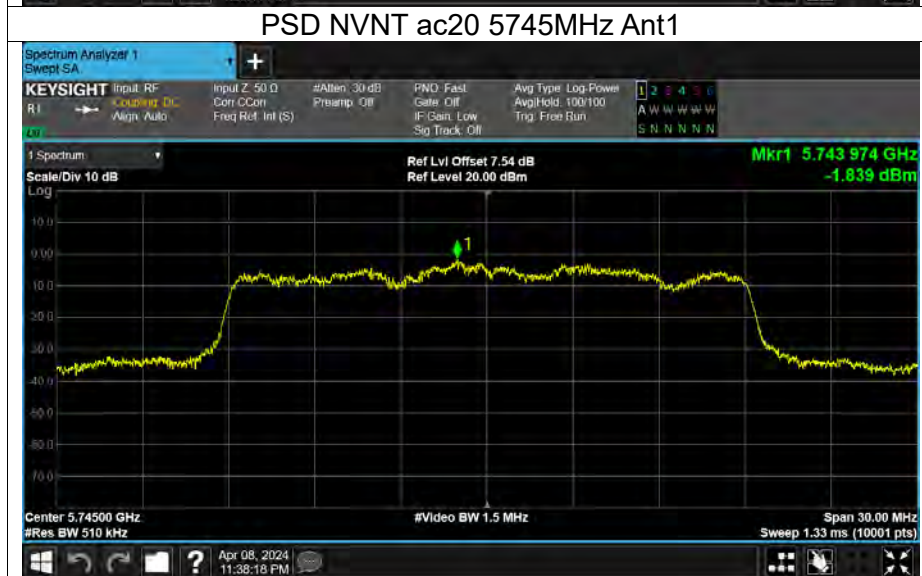 PSD NVNT ac20 5745MHz Ant1
Spectrum Analyzer 1
Swept SA
+
KEYSIGHT Input: RF
Coupling: DC
Align: Auto
Input Z: 50 Ω
Corr CCorr
Freq Ref: Int (S)
#Atten: 30 dB
Preamp: Off
PNO: Fast
Gate: Off
IF Gain: Low
Sig Track: Off
Avg Type: Log-Power
Avg|Hold: 100/100
Trig: Free Run
1 2 3 4 5 6
A W W W W W
S N N N N N
1 Spectrum
Scale/Div 10 dB
Ref Lvl Offset 7.54 dB
Ref Level 20.00 dBm
Mkr1 5.743 974 GHz
-1.839 dBm
Log
10.0
0.00
-10.0
-20.0
-30.0
-40.0
-50.0
-60.0
-70.0
1
Center 5.74500 GHz
#Res BW 510 kHz
#Video BW 1.5 MHz
Span 30.00 MHz
Sweep 1.33 ms (10001 pts)
?
Apr 08, 2024
11:38:18 PM